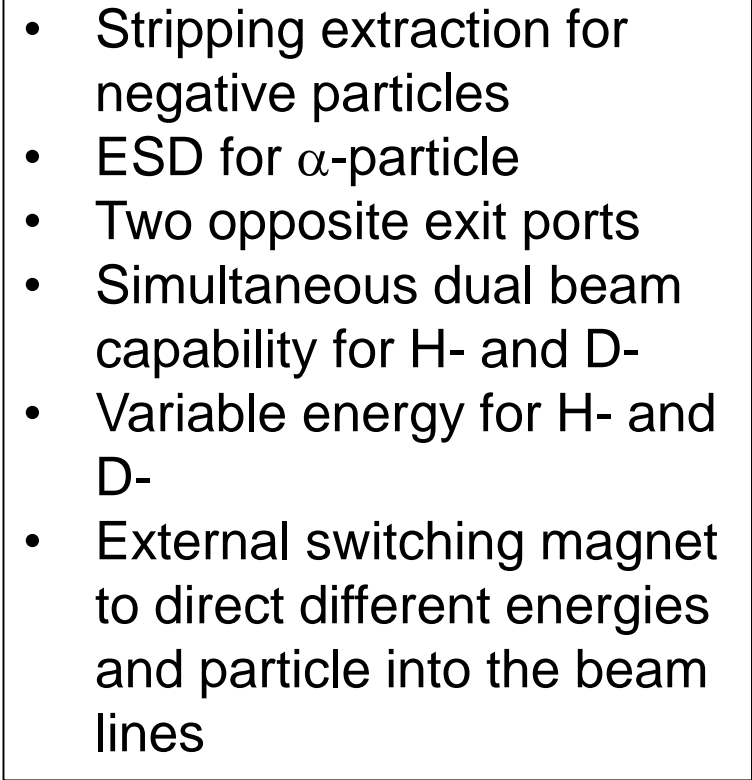 • Stripping extraction for
negative particles
• ESD for α-particle
• Two opposite exit ports
• Simultaneous dual beam
capability for H- and D-
• Variable energy for H- and
D-
• External switching magnet
to direct different energies
and particle into the beam
lines